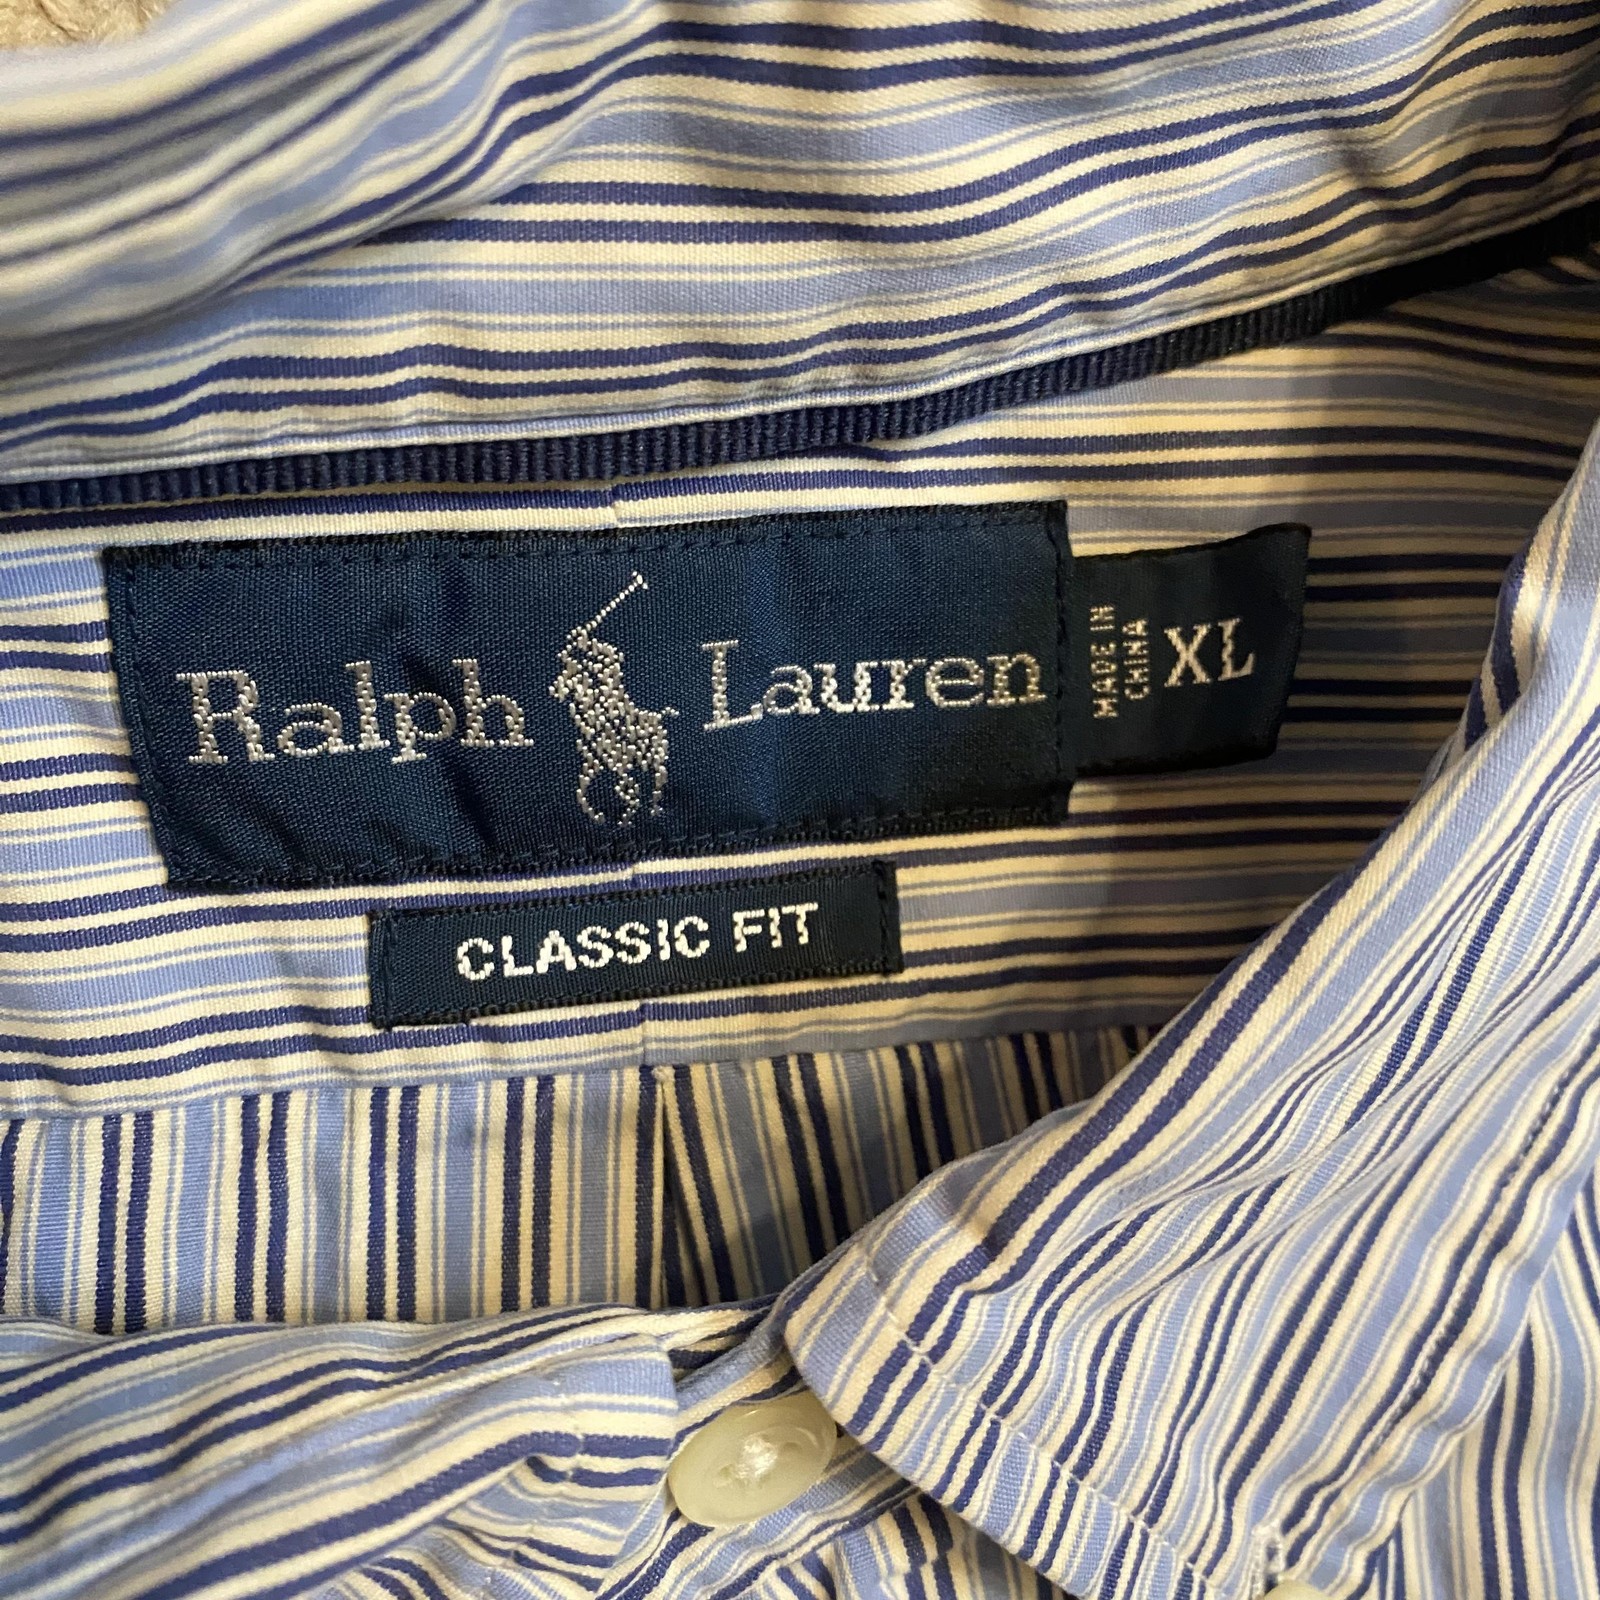 Ralph Lauren
MADE IN
CHINA
XL
CLASSIC FIT